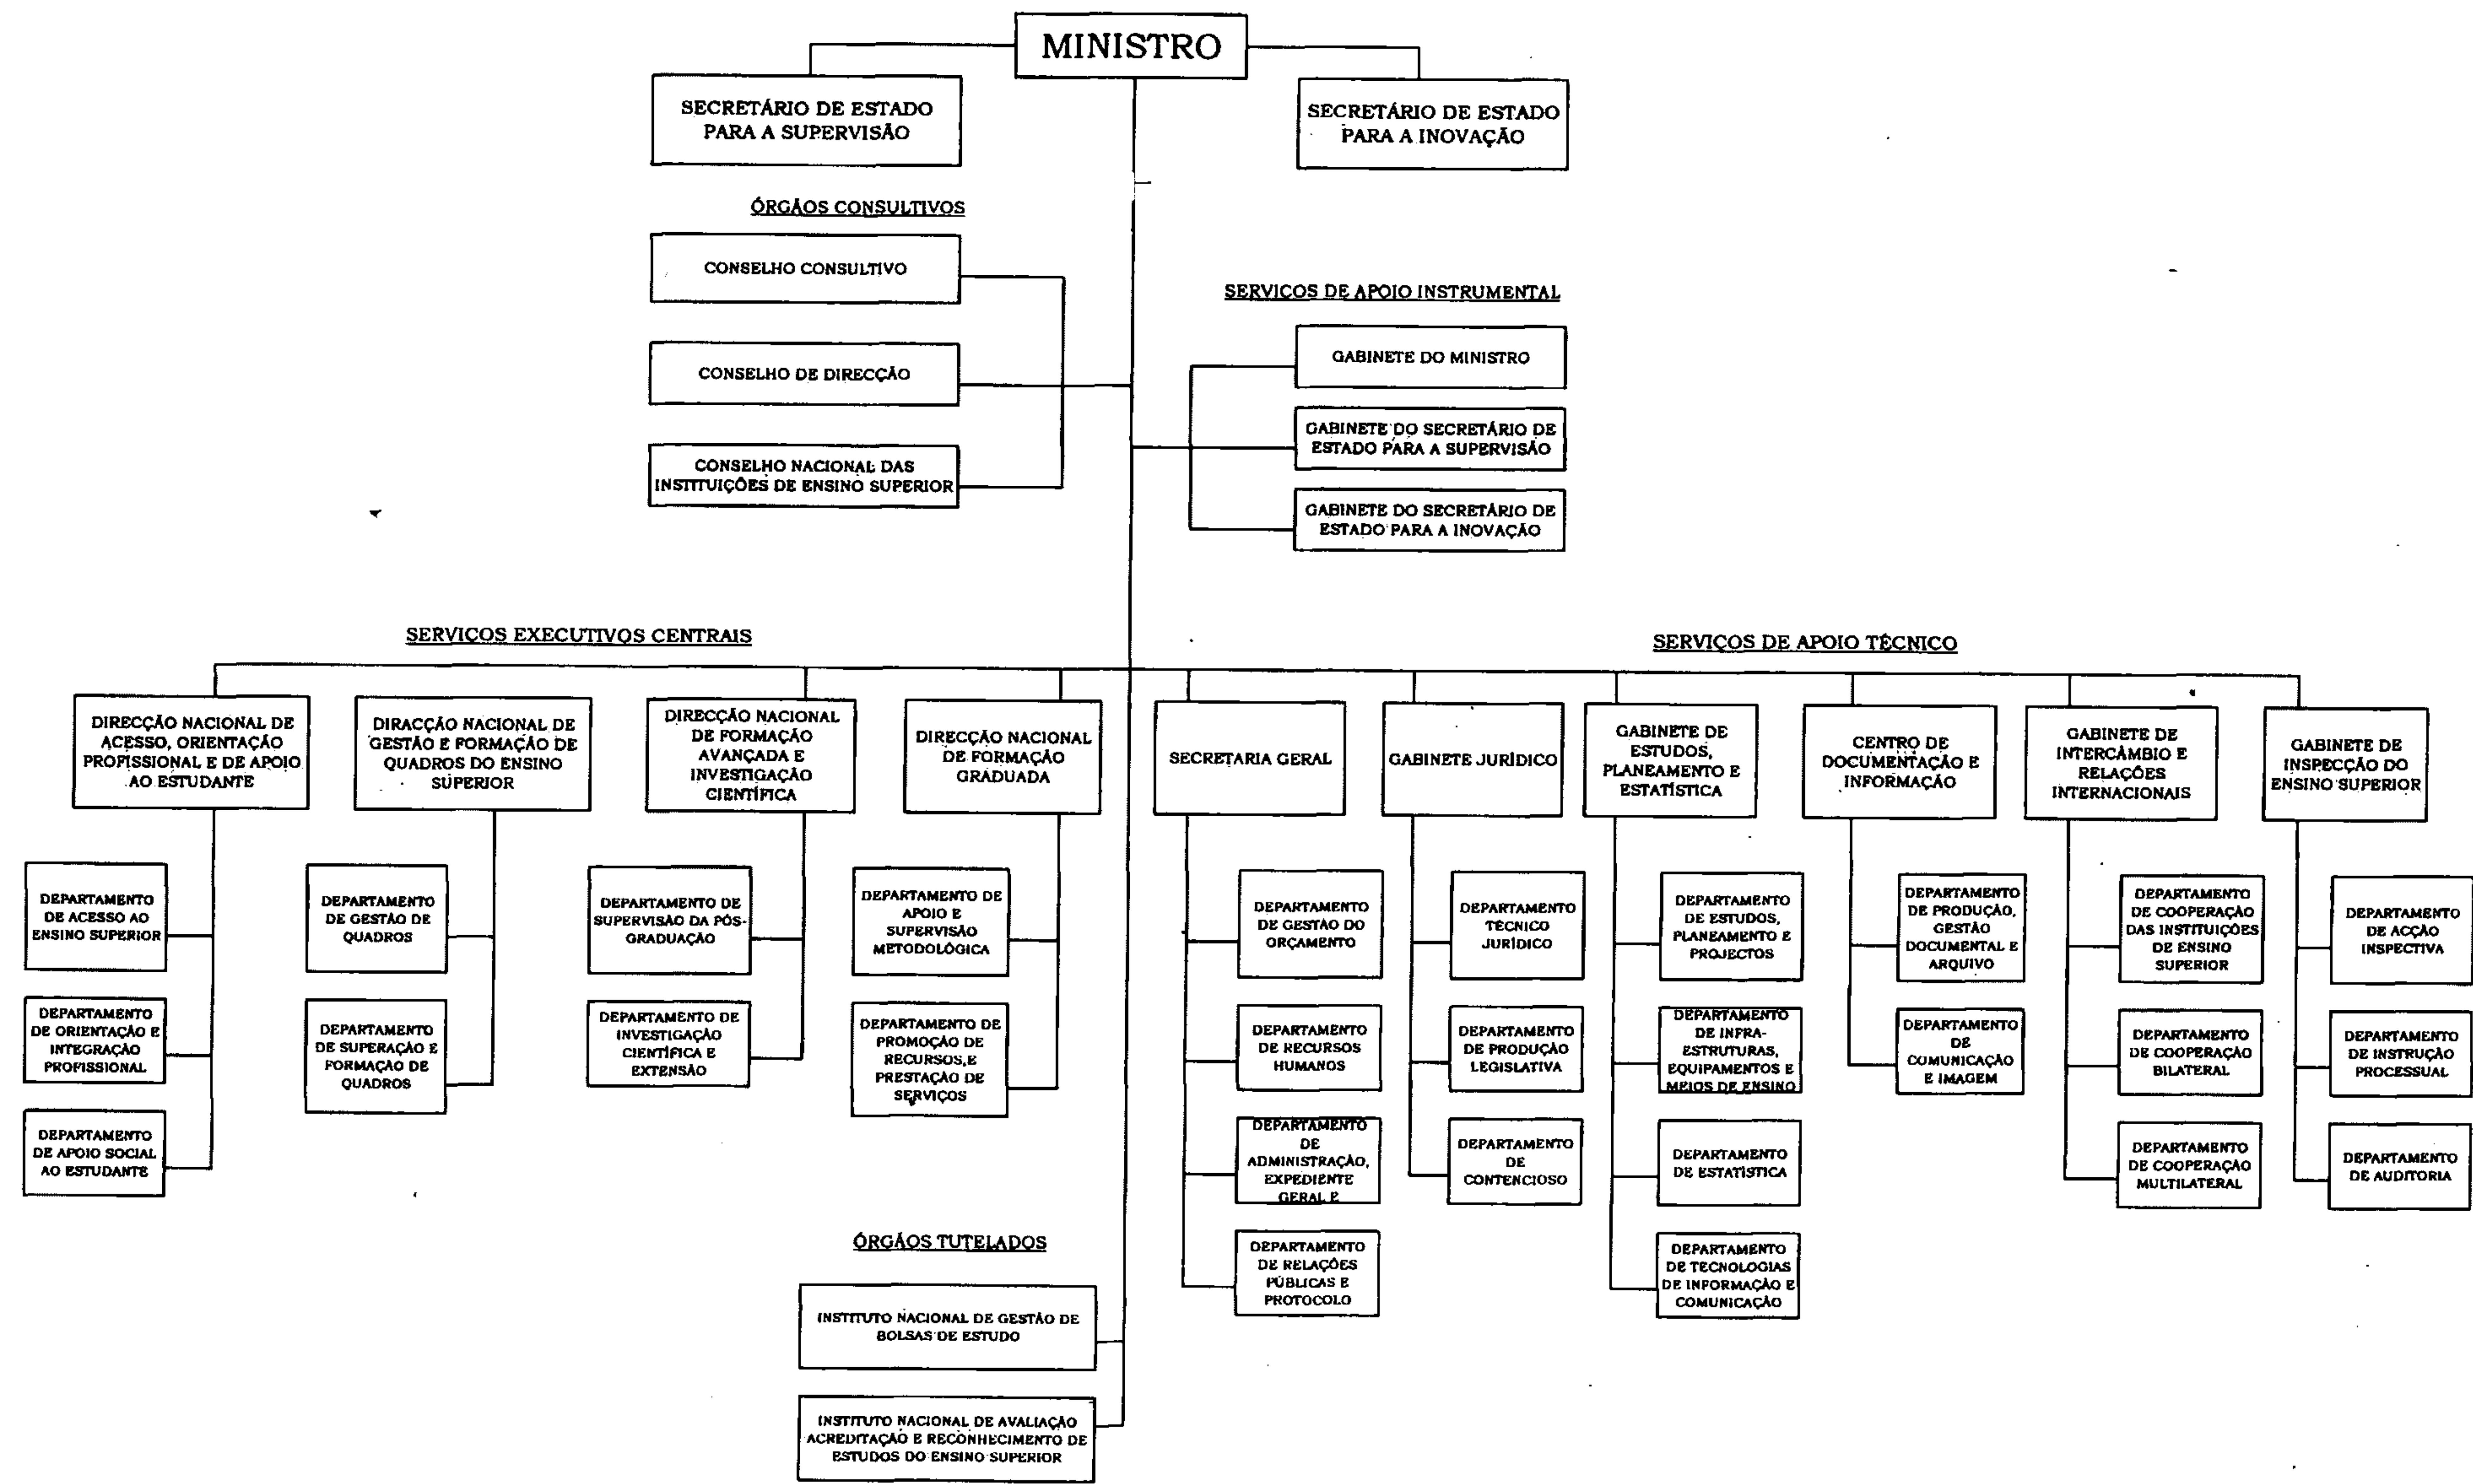 MINISTRO
SECRETÁRIO DE ESTADO
PARA A SUPERVISÃO
SECRETÁRIO DE ESTADO
PARA A INOVAÇÃO
ÓRGÃOS CONSULTIVOS
CONSELHO CONSULTIVO
CONSELHO DE DIRECÇÃO
CONSELHO NACIONAL DAS
INSTITUIÇÕES DE ENSINO SUPERIOR
SERVIÇOS DE APOIO INSTRUMENTAL
GABINETE DO MINISTRO
GABINETE DO SECRETÁRIO DE
ESTADO PARA A SUPERVISÃO
GABINETE DO SECRETÁRIO DE
ESTADO PARA A INOVAÇÃO
SERVIÇOS EXECUTIVOS CENTRAIS
DIRECÇÃO NACIONAL DE
ACESSO, ORIENTAÇÃO
PROFISSIONAL E DE APOIO
AO ESTUDANTE
DEPARTAMENTO
DE ACESSO AO
ENSINO SUPERIOR
DEPARTAMENTO
DE ORIENTAÇÃO E
INTEGRAÇÃO
PROFISSIONAL
DEPARTAMENTO
DE APOIO SOCIAL
AO ESTUDANTE
DIRACÇÃO NACIONAL DE
GESTÃO E FORMAÇÃO DE
QUADROS DO ENSINO
SUPERIOR
DEPARTAMENTO
DE GESTÃO DE
QUADROS
DEPARTAMENTO
DE SUPERAÇÃO E
FORMAÇÃO DE
QUADROS
DIRECÇÃO NACIONAL
DE FORMAÇÃO
AVANÇADA E
INVESTIGAÇÃO
CIENTÍFICA
DEPARTAMENTO DE
SUPERVISÃO DA PÓS-
GRADUAÇÃO
DEPARTAMENTO DE
INVESTIGAÇÃO
CIENTÍFICA E
EXTENSÃO
DIRECÇÃO NACIONAL
DE FORMAÇÃO
GRADUADA
DEPARTAMENTO DE
APOIO E
SUPERVISÃO
METODOLÓGICA
DEPARTAMENTO DE
PROMOÇÃO DE
RECURSOS, E
PRESTAÇÃO DE
SERVIÇOS
SERVIÇOS DE APOIO TÉCNICO
SECRETARIA GERAL
DEPARTAMENTO
DE GESTÃO DO
ORÇAMENTO
DEPARTAMENTO
DE RECURSOS
HUMANOS
DEPARTAMENTO
DE
ADMINISTRAÇÃO,
EXPEDIENTE
GERAL E
DEPARTAMENTO
DE RELAÇÕES
PÚBLICAS E
PROTOCOLO
GABINETE JURÍDICO
DEPARTAMENTO
TÉCNICO
JURÍDICO
DEPARTAMENTO
DE PRODUÇÃO
LEGISLATIVA
DEPARTAMENTO
DE
CONTENCIOSO
GABINETE DE
ESTUDOS,
PLANEAMENTO E
ESTATÍSTICA
DEPARTAMENTO
DE ESTUDOS,
PLANEAMENTO E
PROJECTOS
DEPARTAMENTO
DE INFRA-
ESTRUTURAS,
EQUIPAMENTOS E
MEIOS DE ENSINO
DEPARTAMENTO
DE ESTATÍSTICA
DEPARTAMENTO
DE TECNOLOGIAS
DE INFORMAÇÃO E
COMUNICAÇÃO
CENTRO DE
DOCUMENTAÇÃO E
INFORMAÇÃO
DEPARTAMENTO
DE PRODUÇÃO,
GESTÃO
DOCUMENTAL E
ARQUIVO
DEPARTAMENTO
DE
COMUNICAÇÃO
E IMAGEM
GABINETE DE
INTERCÂMBIO E
RELAÇÕES
INTERNACIONAIS
DEPARTAMENTO
DE COOPERAÇÃO
DAS INSTITUIÇÕES
DE ENSINO
SUPERIOR
DEPARTAMENTO
DE COOPERAÇÃO
BILATERAL
DEPARTAMENTO
DE COOPERAÇÃO
MULTILATERAL
GABINETE DE
INSPECÇÃO DO
ENSINO SUPERIOR
DEPARTAMENTO
DE ACÇÃO
INSPECTIVA
DEPARTAMENTO
DE INSTRUÇÃO
PROCESSUAL
DEPARTAMENTO
DE AUDITORIA
ÓRGÃOS TUTELADOS
INSTITUTO NACIONAL DE GESTÃO DE
BOLSAS DE ESTUDO
INSTITUTO NACIONAL DE AVALIAÇÃO
ACREDITAÇÃO E RECONHECIMENTO DE
ESTUDOS DO ENSINO SUPERIOR